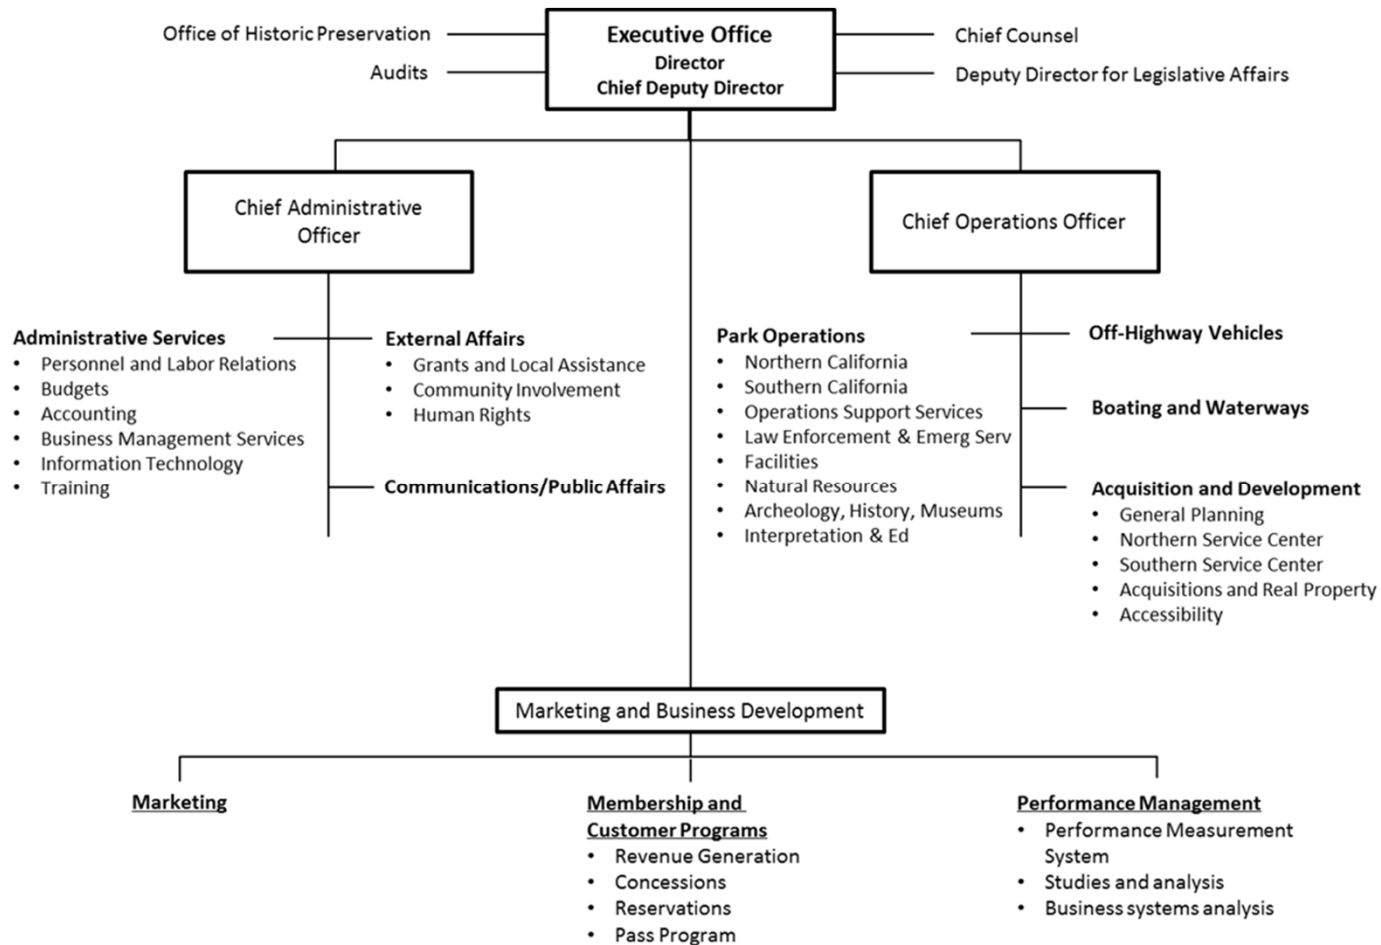 Office of Historic Preservation
Audits
Executive Office
Director
Chief Deputy Director
Chief Counsel
Deputy Director for Legislative Affairs
Chief Administrative
Officer
Chief Operations Officer
Administrative Services
• Personnel and Labor Relations
• Budgets
• Accounting
• Business Management Services
• Information Technology
• Training
External Affairs
• Grants and Local Assistance
• Community Involvement
• Human Rights
Communications/Public Affairs
Park Operations
• Northern California
• Southern California
• Operations Support Services
• Law Enforcement & Emerg Serv
• Facilities
• Natural Resources
• Archeology, History, Museums
• Interpretation & Ed
Off-Highway Vehicles
Boating and Waterways
Acquisition and Development
• General Planning
• Northern Service Center
• Southern Service Center
• Acquisitions and Real Property
• Accessibility
Marketing and Business Development
Marketing
Membership and
Customer Programs
• Revenue Generation
• Concessions
• Reservations
• Pass Program
Performance Management
• Performance Measurement
System
• Studies and analysis
• Business systems analysis